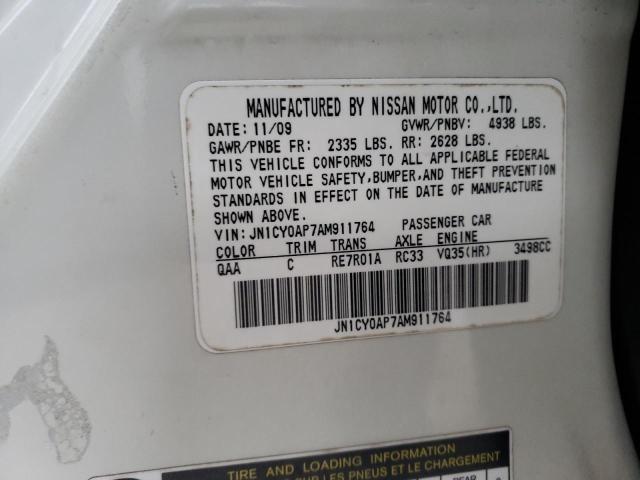 MANUFACTURED BY NISSAN MOTOR CO.,LTD.
DATE: 11/09 GVWR/PNBV: 4938 LBS.
GAWR/PNBE FR: 2335 LBS. RR: 2628 LBS.
THIS VEHICLE CONFORMS TO ALL APPLICABLE FEDERAL
MOTOR VEHICLE SAFETY, BUMPER, AND THEFT PREVENTION
STANDARDS IN EFFECT ON THE DATE OF MANUFACTURE
SHOWN ABOVE.
VIN: JN1CY0AP7AM911764 PASSENGER CAR
COLOR TRIM TRANS AXLE ENGINE
QAA C RE7R01A RC33 VQ35(HR) 3498CC
JN1CY0AP7AM911764
TIRE AND LOADING INFORMATION
SUR LES PNEUS ET LE CHARGEMENT
REAR